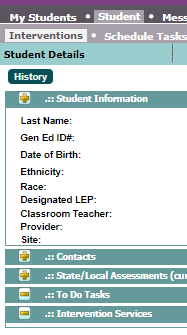 My Students • Student • Mes
Interventions • Schedule Tasks
Student Details
History
.:: Student Information
Last Name:
Gen Ed ID#:
Date of Birth:
Ethnicity:
Race:
Designated LEP:
Classroom Teacher:
Provider:
Site:
.:: Contacts
.:: State/Local Assessments (cur
.:: To Do Tasks
.:: Intervention Services